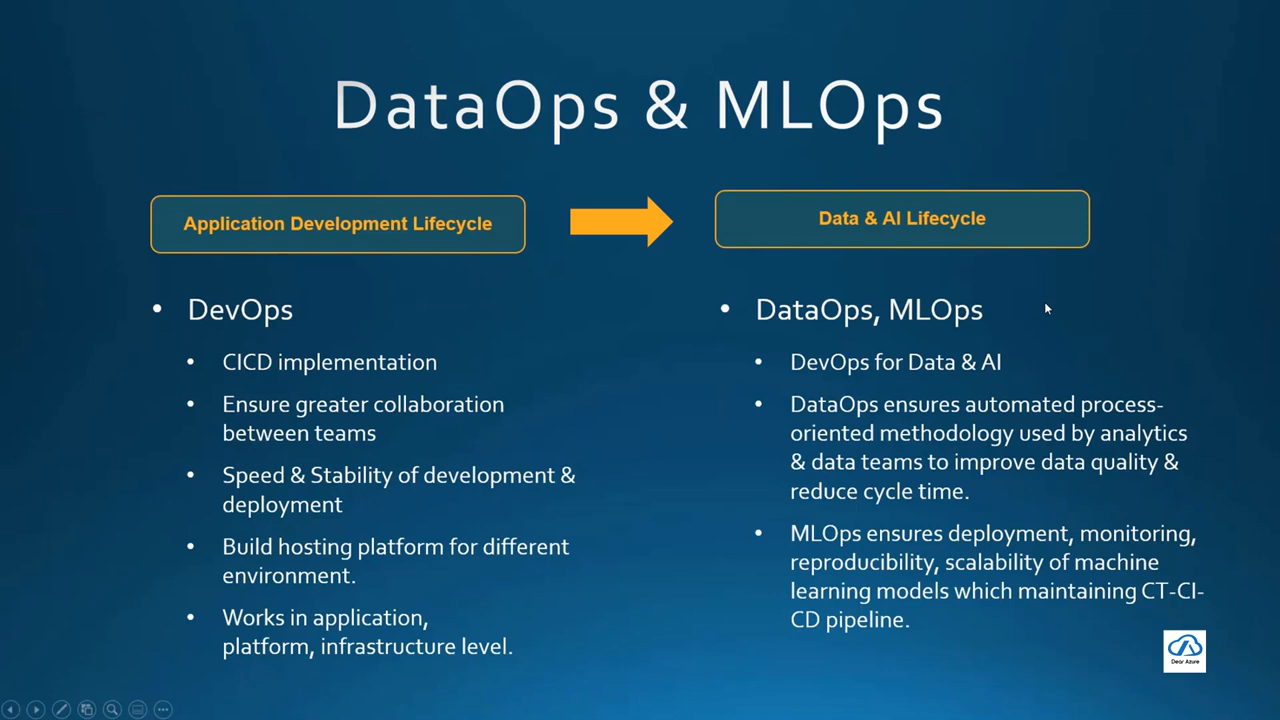 DataOps & MLOps
Application Development Lifecycle
Data & AI Lifecycle
• DevOps
• CICD implementation
• Ensure greater collaboration
between teams
• Speed & Stability of development &
deployment
• Build hosting platform for different
environment.
• Works in application,
platform, infrastructure level.
• DataOps, MLOps
• DevOps for Data & AI
• DataOps ensures automated process-
oriented methodology used by analytics
& data teams to improve data quality &
reduce cycle time.
• MLOps ensures deployment, monitoring,
reproducibility, scalability of machine
learning models which maintaining CT-CI-
CD pipeline.
Dear Azure